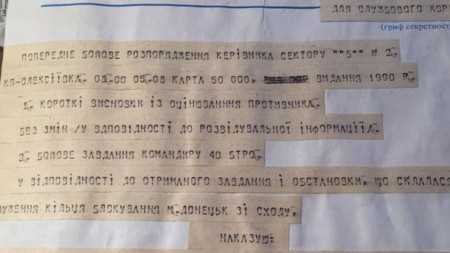 ДЛЯ СЛУЖБОВОГО КОР
(гриф секретност
ПОПЕРЕДНЄ БОЙОВЕ РОЗПОРЯДЖЕННЯ КЕРІВНИКА СЕКТОРУ ""Б"" N 2.
КП-ОЛЕКСІЇВКА. 05-00 05-08 КАРТА 50 000. ВИДАННЯ 1990 Р.
1. КОРОТКІ ВИСНОВКИ ІЗ ОЦІНЮВАННЯ ПРОТИВНИКА.
БЕЗ ЗМІН /У ВІДПОВІДНОСТІ ДО РОЗВІДУВАЛЬНОЇ ІНФОРМАЦІЇ/.
2. БОЙОВЕ ЗАВДАННЯ КОМАНДИРУ 40 БТРО.
У ВІДПОВІДНОСТІ ДО ОТРИМАНОГО ЗАВДАННЯ І ОБСТАНОВКИ, ЩО СКЛАЛАСЯ
УЖЕННЯ КІЛЬЦЯ БЛОКУВАННЯ М.ДОНЕЦЬК ЗІ СХОДУ,
НАКАЗУЮ: